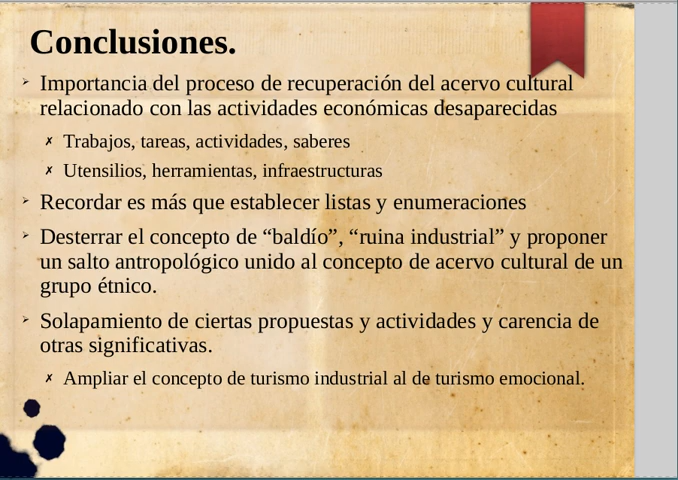 Conclusiones.
Importancia del proceso de recuperación del acervo cultural
relacionado con las actividades económicas desaparecidas
Trabajos, tareas, actividades, saberes
Utensilios, herramientas, infraestructuras
Recordar es más que establecer listas y enumeraciones
Desterrar el concepto de “baldío”, “ruina industrial” y proponer
un salto antropológico unido al concepto de acervo cultural de un
grupo étnico.
Solapamiento de ciertas propuestas y actividades y carencia de
otras significativas.
Ampliar el concepto de turismo industrial al de turismo emocional.